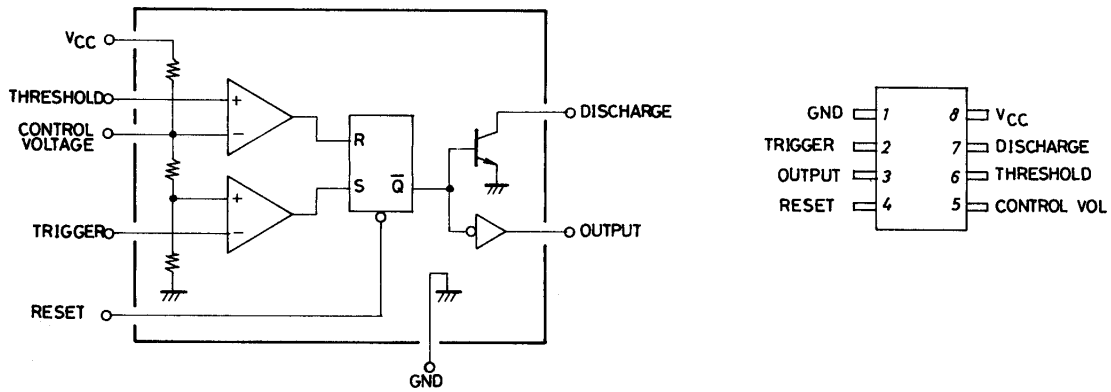 VCC
THRESHOLD
CONTROL
VOLTAGE
TRIGGER
RESET
GND
+
−
+
−
R
S
Q̅
DISCHARGE
OUTPUT
GND 1
TRIGGER 2
OUTPUT 3
RESET 4
8 VCC
7 DISCHARGE
6 THRESHOLD
5 CONTROL VOL